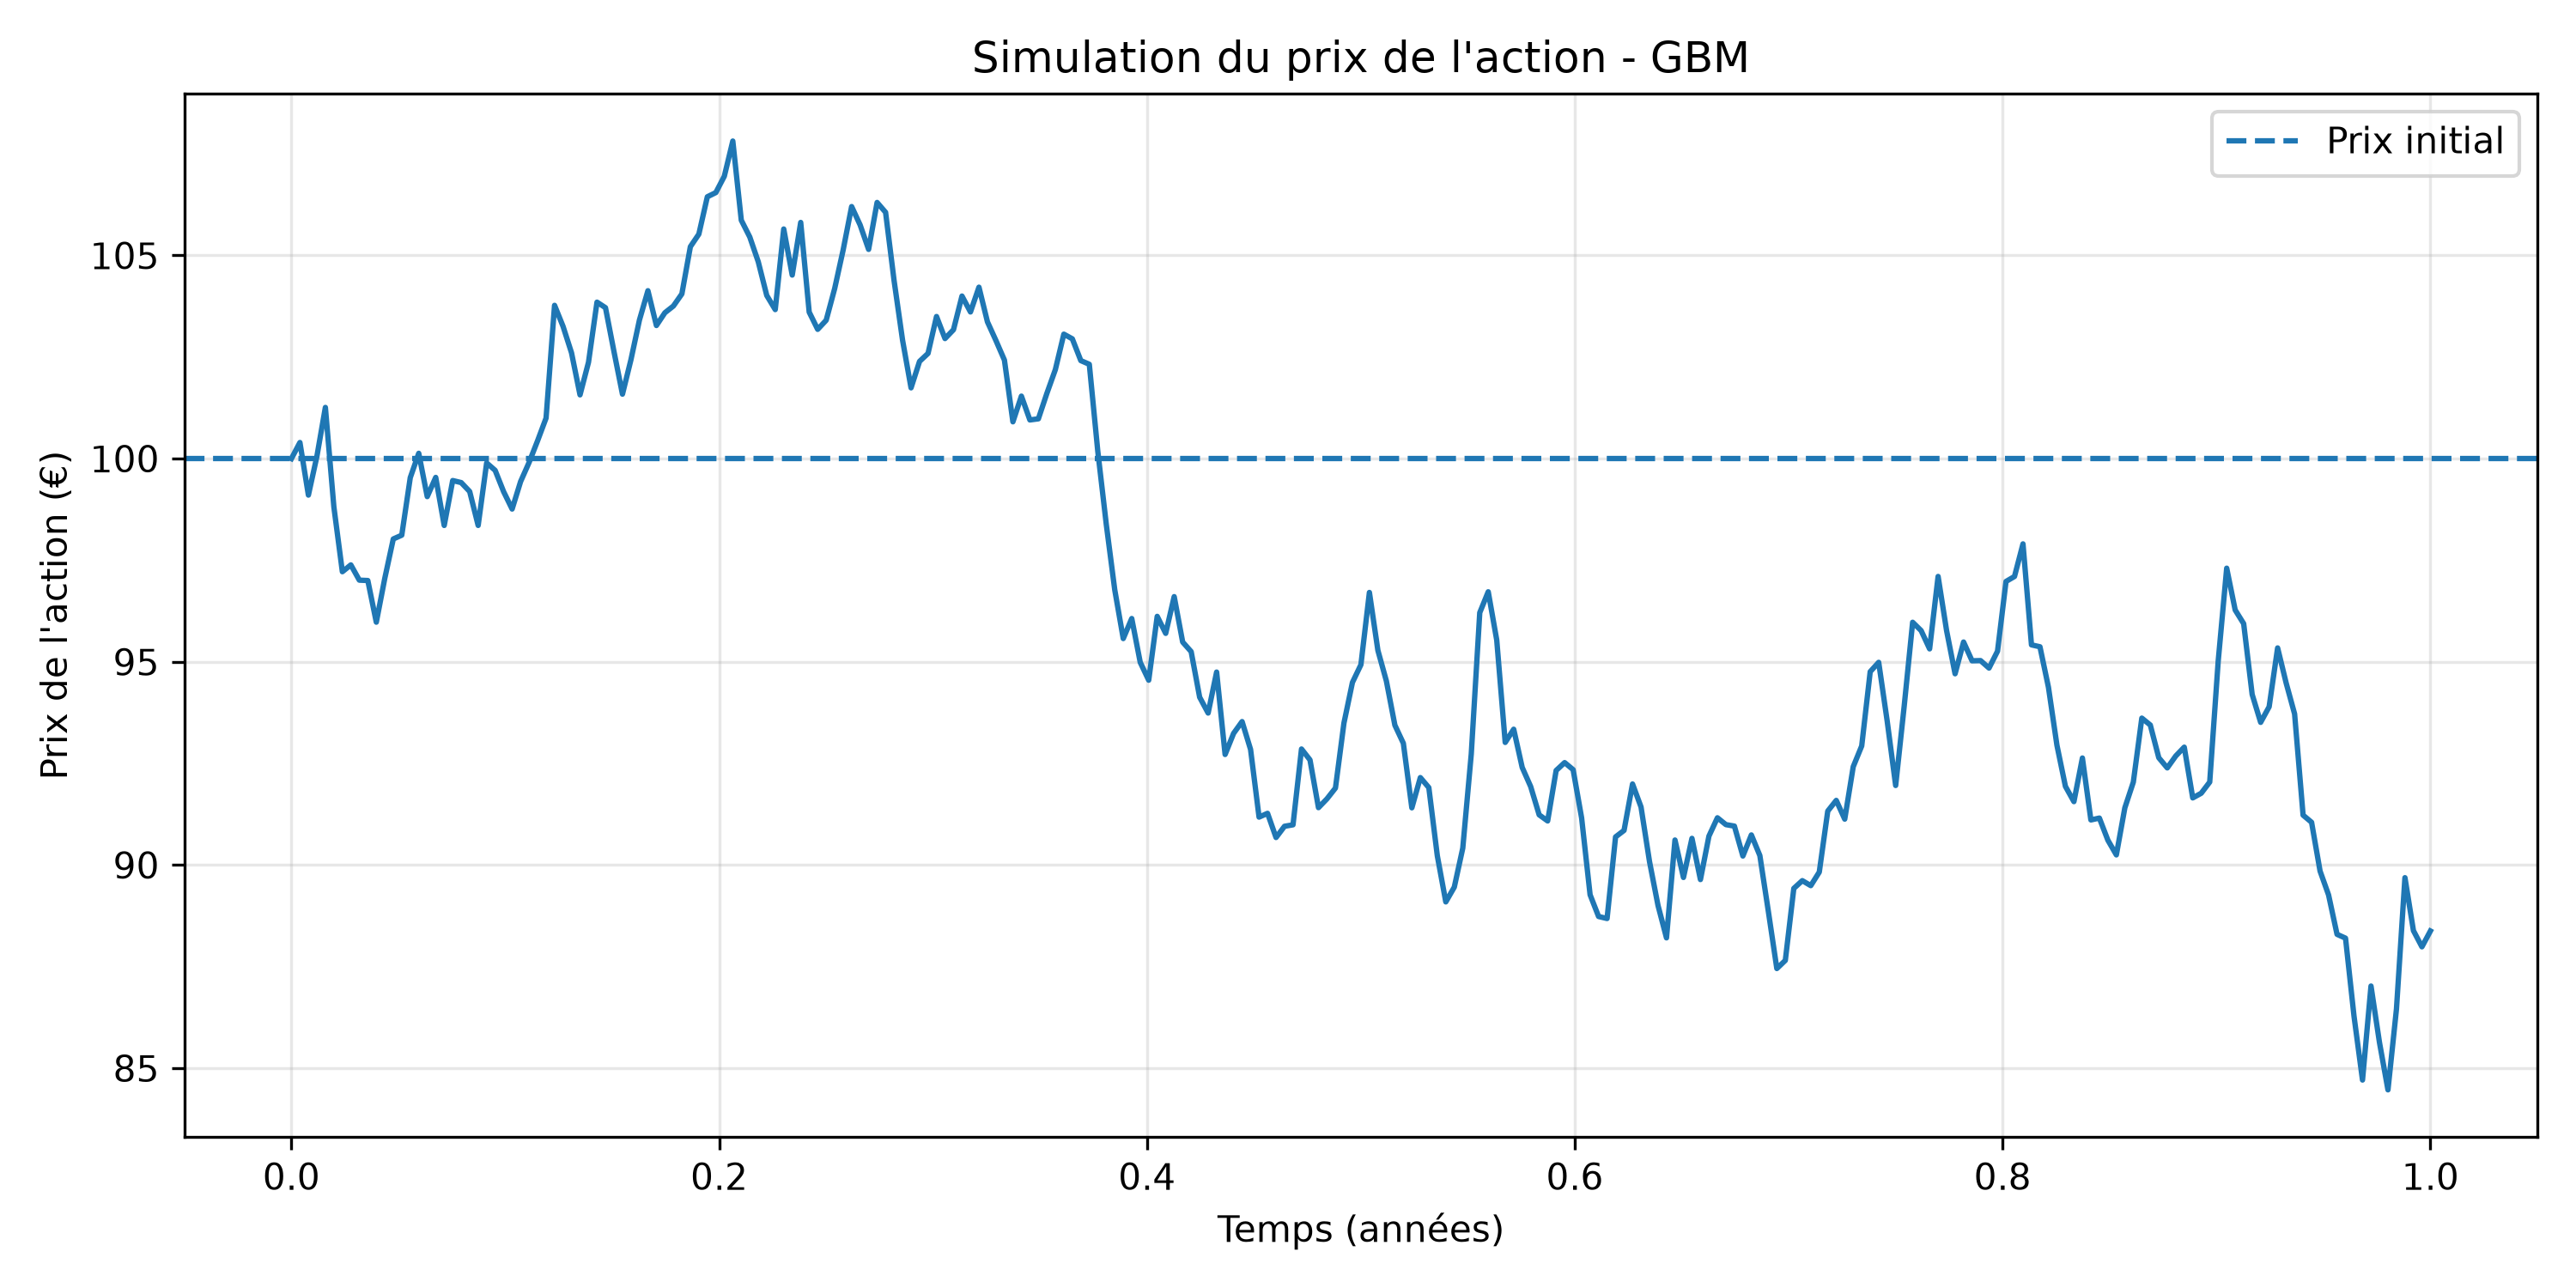 Simulation du prix de l'action - GBM
Prix initial
Prix de l'action (€)
105
100
95
90
85
0.0 0.2 0.4 0.6 0.8 1.0
Temps (années)